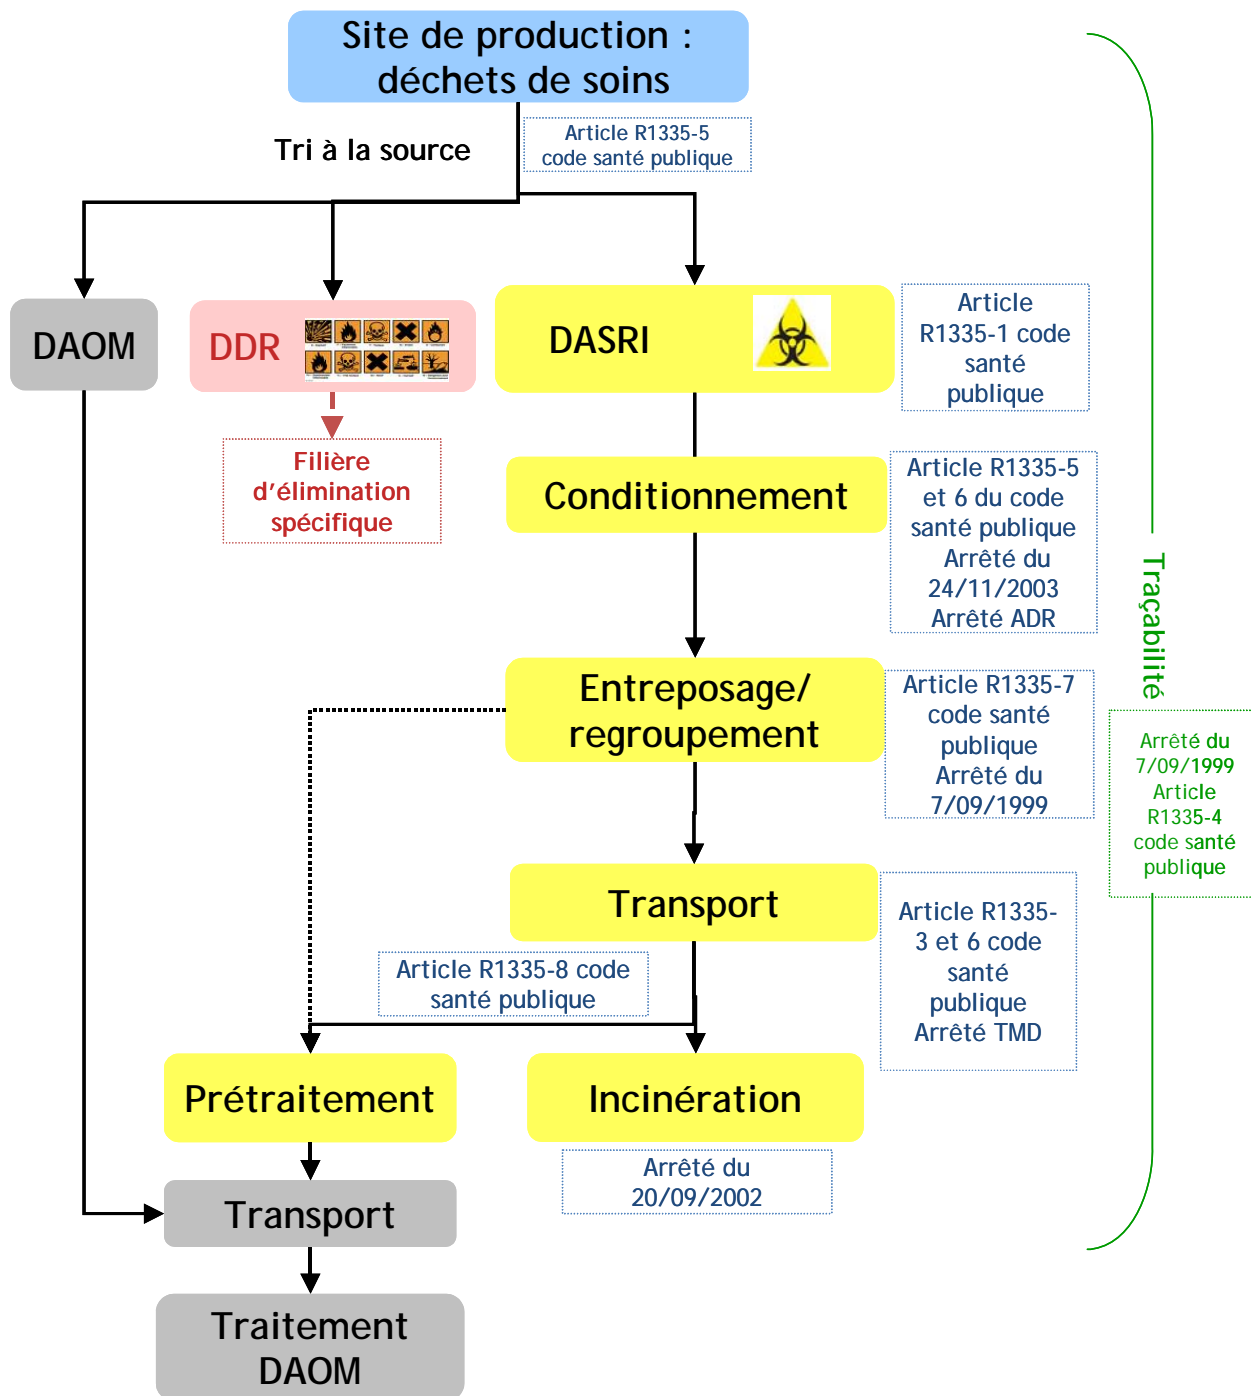 Site de production :
déchets de soins
Tri à la source
Article R1335-5
code santé publique
DAOM
DDR
DASRI
Article
R1335-1 code
santé
publique
Filière
d'élimination
spécifique
Conditionnement
Article R1335-5
et 6 du code
santé publique
Arrêté du
24/11/2003
Arrêté ADR
Traçabilité
Entreposage/
regroupement
Article R1335-7
code santé
publique
Arrêté du
7/09/1999
Arrêté du
7/09/1999
Article
R1335-4
code santé
publique
Transport
Article R1335-
3 et 6 code
santé
publique
Arrêté TMD
Article R1335-8 code
santé publique
Prétraitement
Incinération
Arrêté du
20/09/2002
Transport
Traitement
DAOM